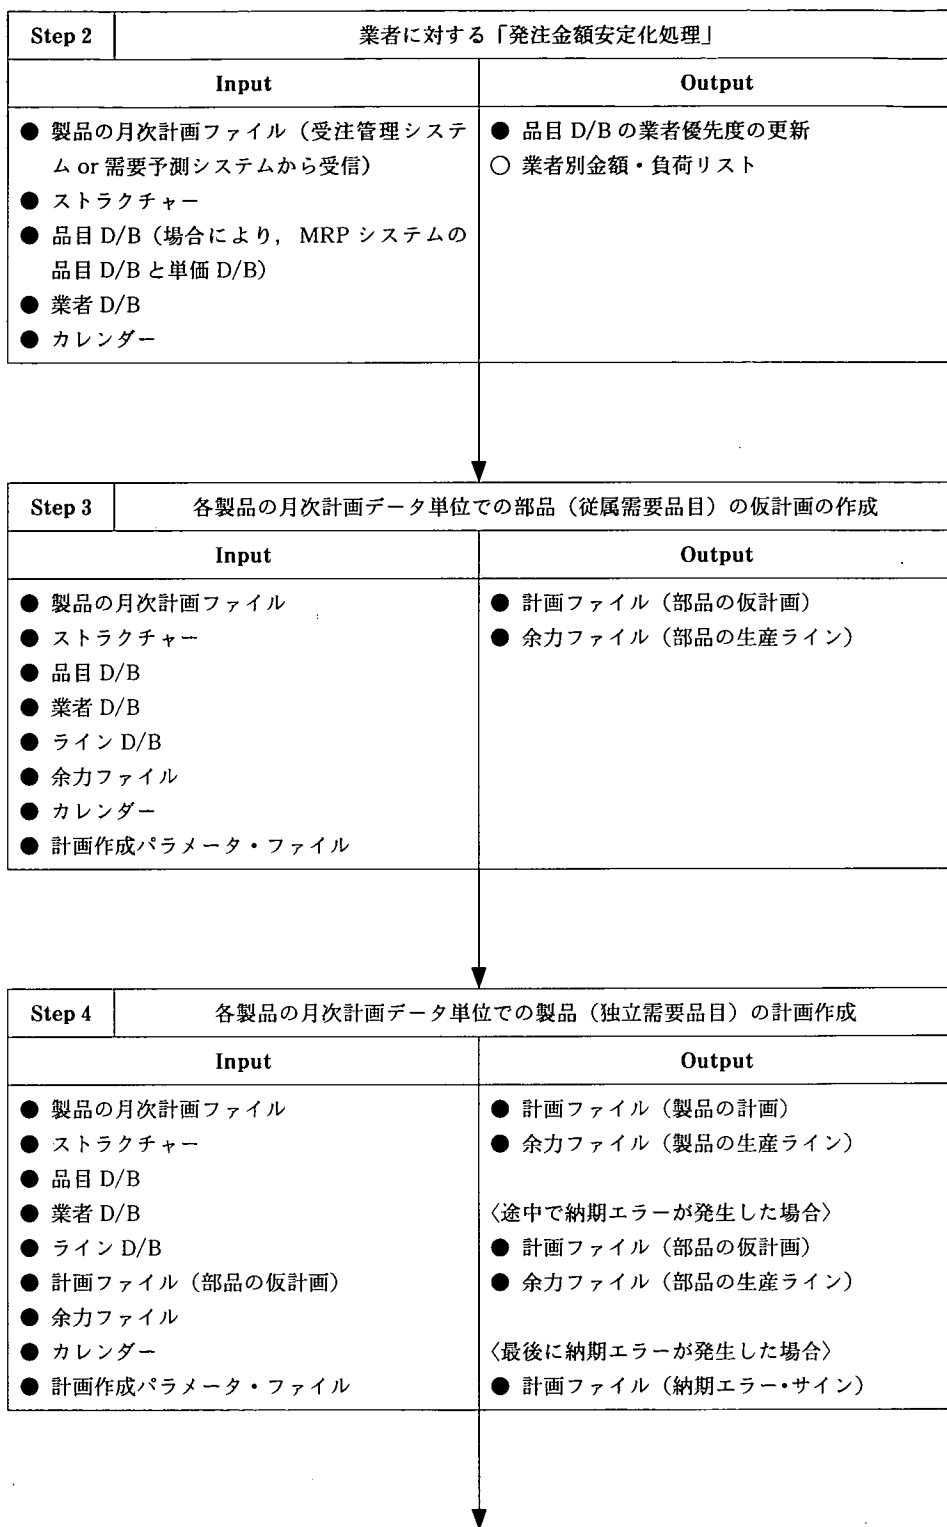 Step 2 業者に対する「発注金額安定化処理」
Input
● 製品の月次計画ファイル（受注管理システ
ム or 需要予測システムから受信）
● ストラクチャー
● 品目 D/B（場合により，MRP システムの
品目 D/B と単価 D/B）
● 業者 D/B
● カレンダー
Output
● 品目 D/B の業者優先度の更新
○ 業者別金額・負荷リスト
Step 3 各製品の月次計画データ単位での部品（従属需要品目）の仮計画の作成
Input
● 製品の月次計画ファイル
● ストラクチャー
● 品目 D/B
● 業者 D/B
● ライン D/B
● 余力ファイル
● カレンダー
● 計画作成パラメータ・ファイル
Output
● 計画ファイル（部品の仮計画）
● 余力ファイル（部品の生産ライン）
Step 4 各製品の月次計画データ単位での製品（独立需要品目）の計画作成
Input
● 製品の月次計画ファイル
● ストラクチャー
● 品目 D/B
● 業者 D/B
● ライン D/B
● 計画ファイル（部品の仮計画）
● 余力ファイル
● カレンダー
● 計画作成パラメータ・ファイル
Output
● 計画ファイル（製品の計画）
● 余力ファイル（製品の生産ライン）
〈途中で納期エラーが発生した場合〉
● 計画ファイル（部品の仮計画）
● 余力ファイル（部品の生産ライン）
〈最後に納期エラーが発生した場合〉
● 計画ファイル（納期エラー・サイン）